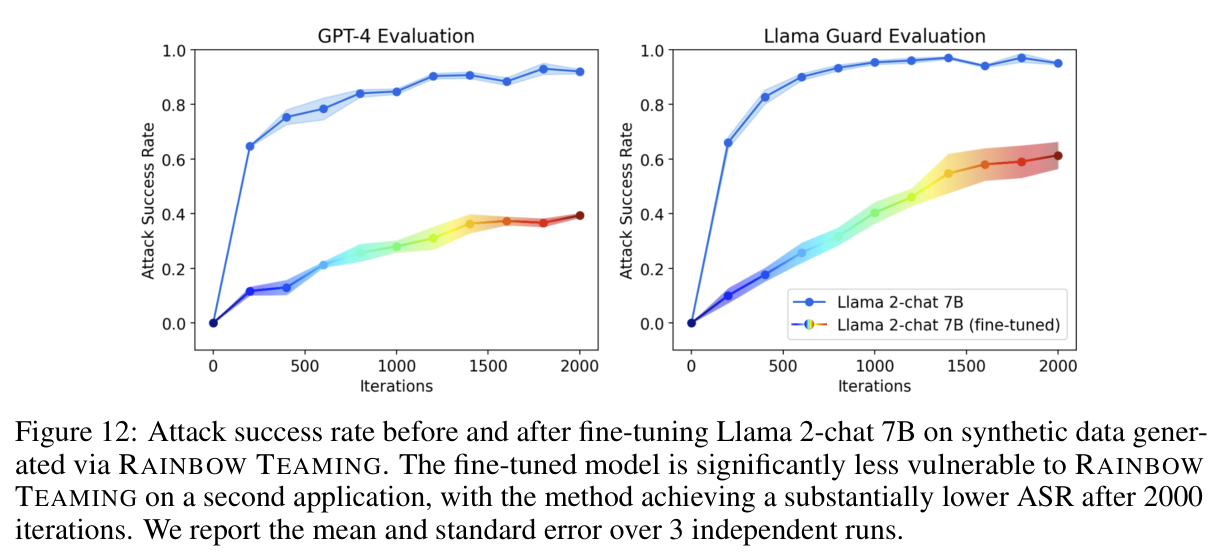 GPT-4 Evaluation
1.0
0.8
0.6
0.4
0.2
0.0
Attack Success Rate
0 500 1000 1500 2000
Iterations
Llama Guard Evaluation
1.0
0.8
0.6
0.4
0.2
0.0
Attack Success Rate
Llama 2-chat 7B
Llama 2-chat 7B (fine-tuned)
0 500 1000 1500 2000
Iterations
Figure 12: Attack success rate before and after fine-tuning Llama 2-chat 7B on synthetic data gener-
ated via RAINBOW TEAMING. The fine-tuned model is significantly less vulnerable to RAINBOW
TEAMING on a second application, with the method achieving a substantially lower ASR after 2000
iterations. We report the mean and standard error over 3 independent runs.